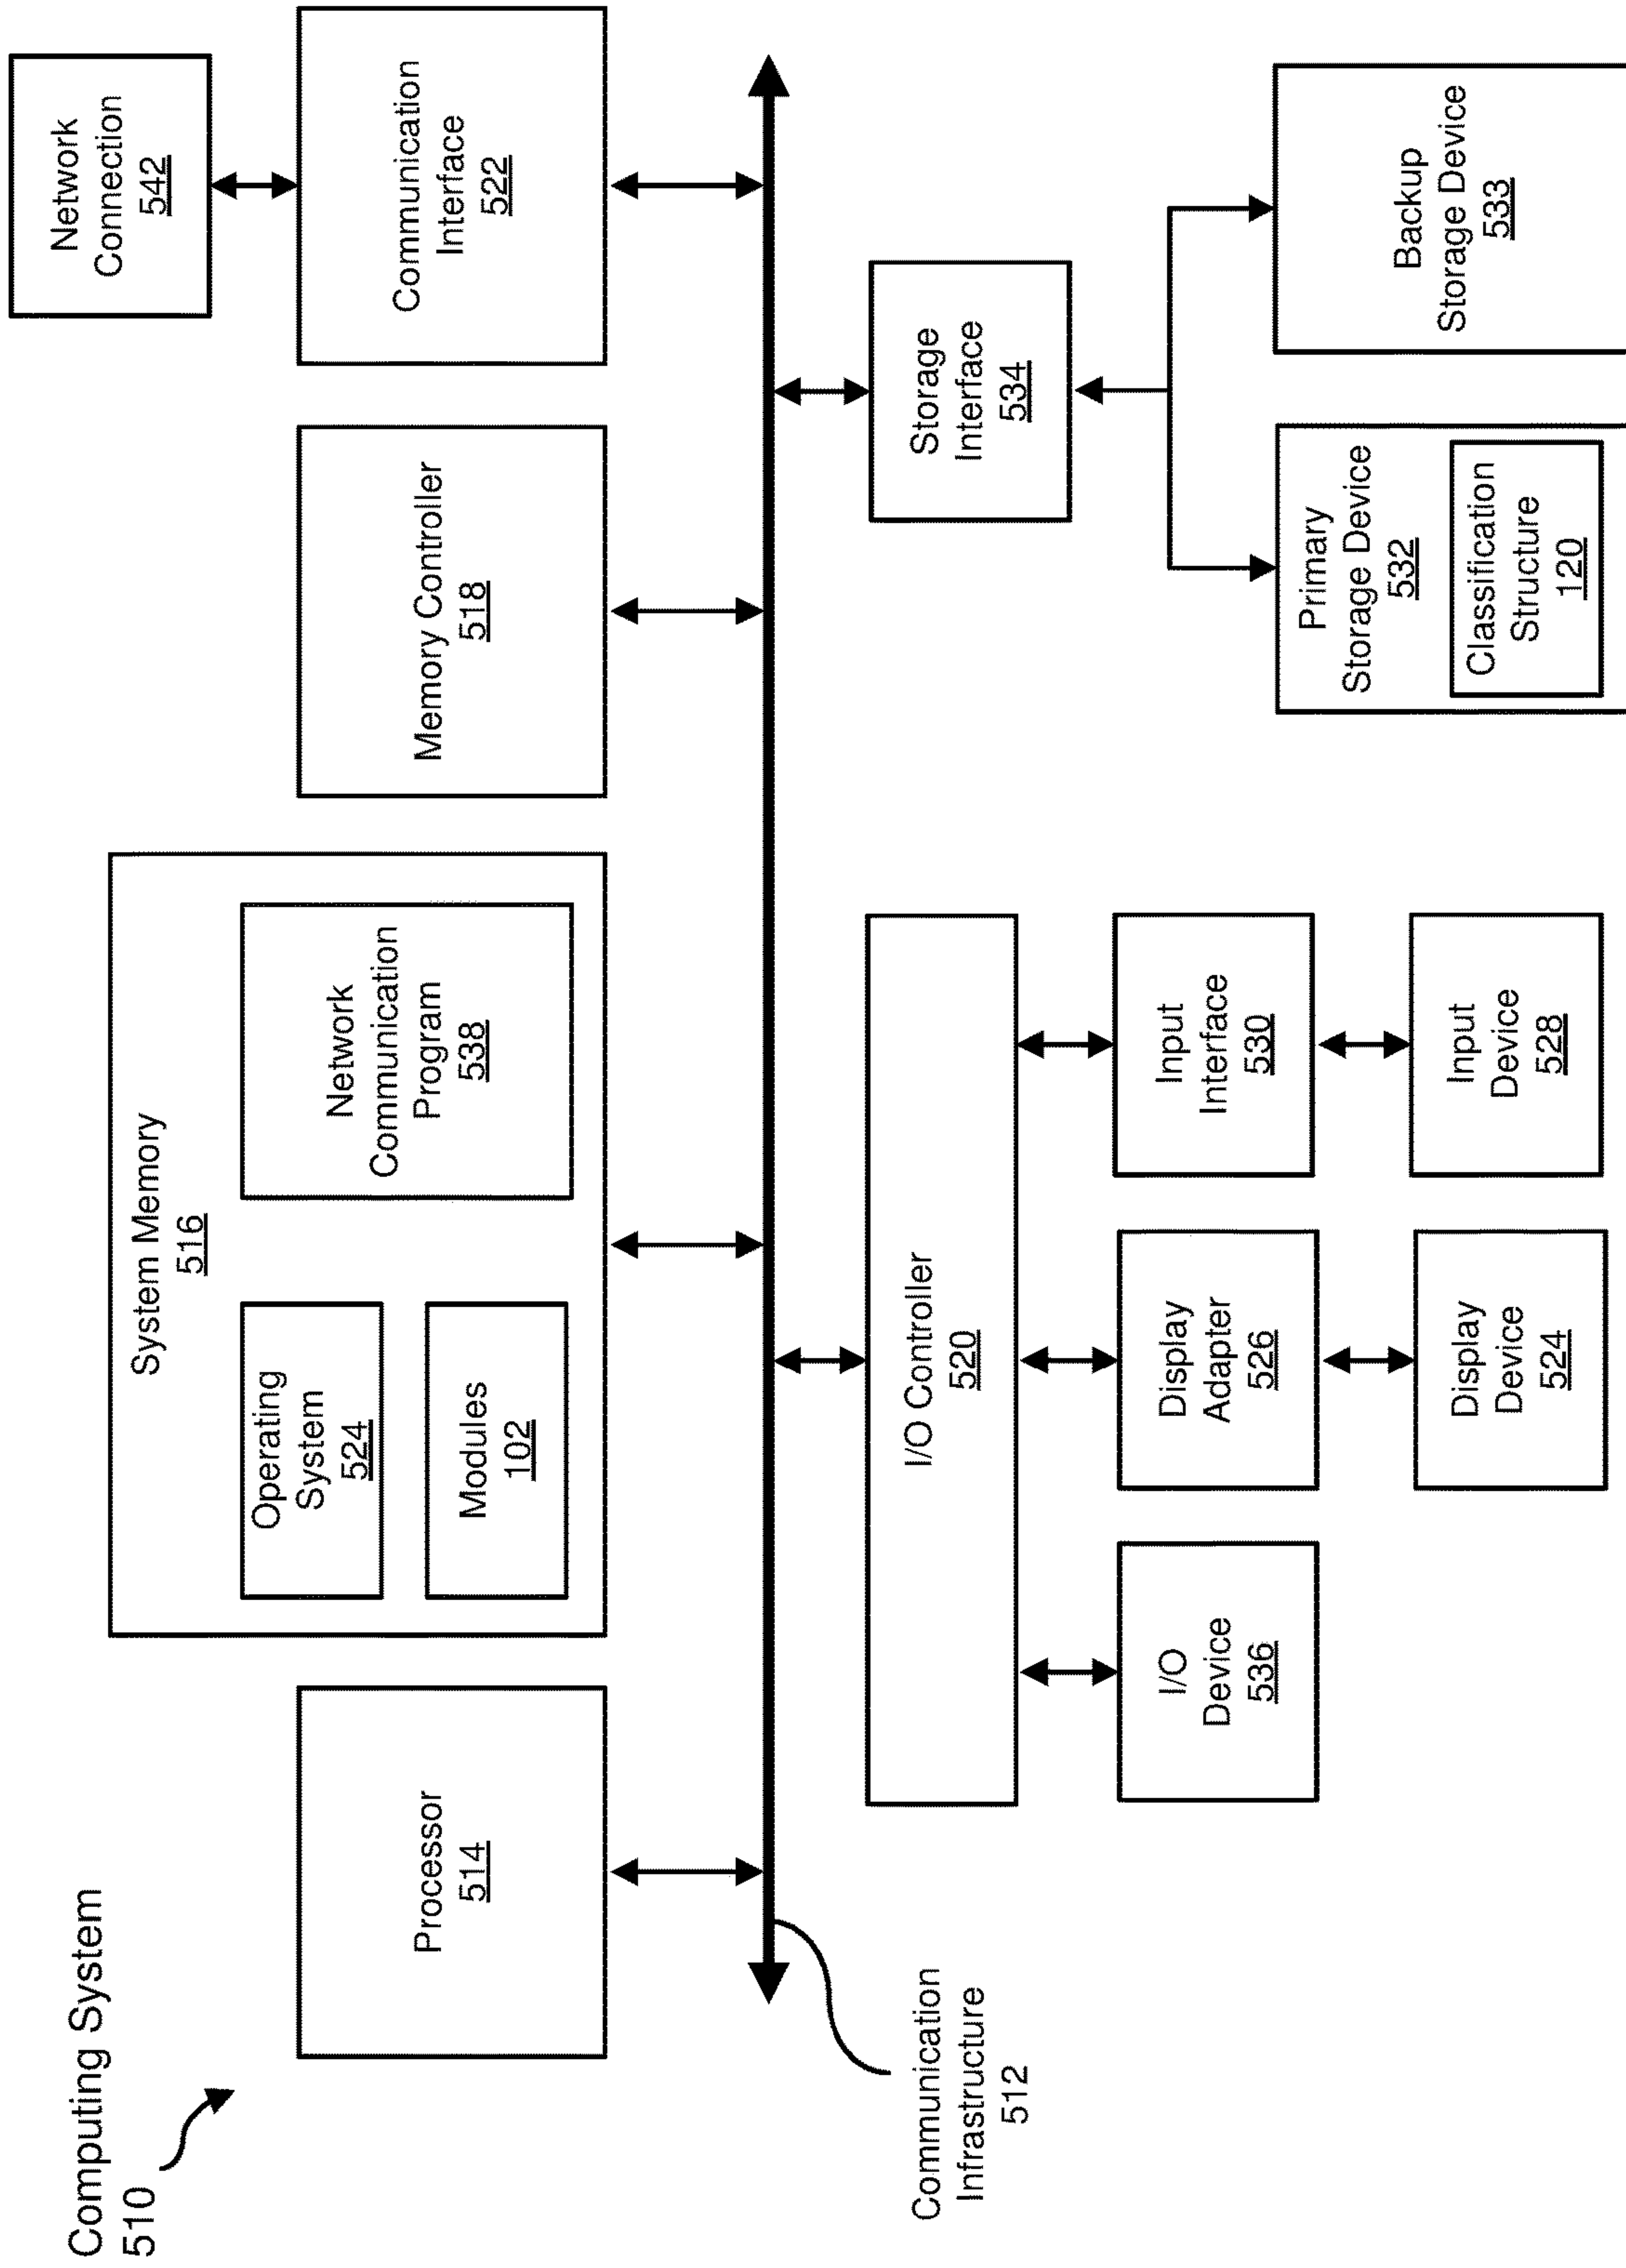 Computing System
510
Processor
514
System Memory
516
Operating
System
524
Modules
102
Network
Communication
Program
538
Memory Controller
518
Communication
Interface
522
Network
Connection
542
Communication
Infrastructure
512
I/O Controller
520
I/O
Device
536
Display
Adapter
526
Display
Device
524
Input
Interface
530
Input
Device
528
Storage
Interface
534
Primary
Storage Device
532
Classification
Structure
120
Backup
Storage Device
533